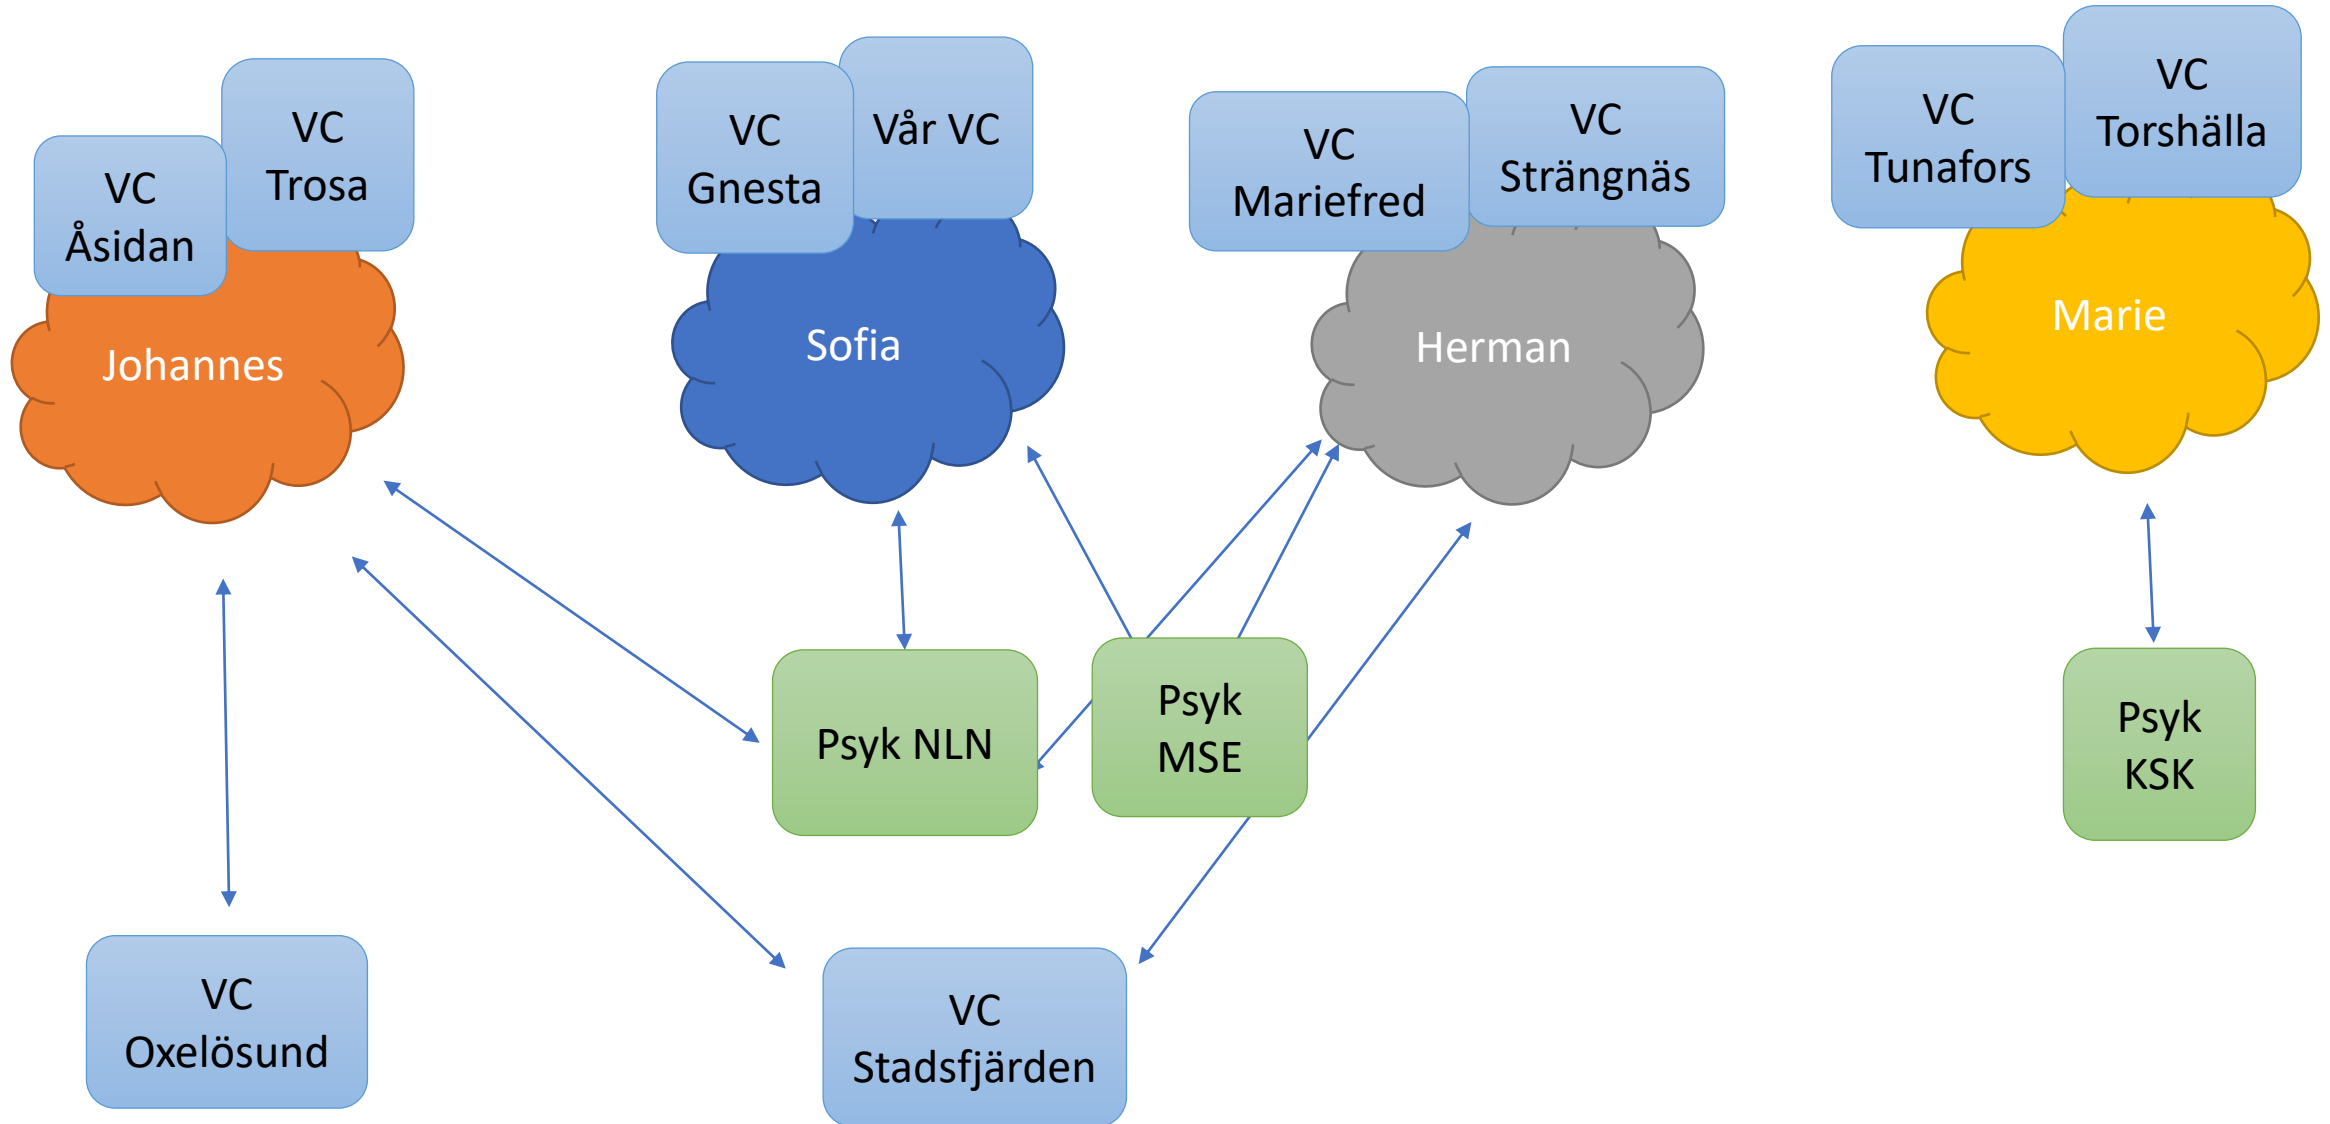 VC
Åsidan
VC
Trosa
VC
Gnesta
Vår VC
VC
Mariefred
VC
Strängnäs
VC
Tunafors
VC
Torshälla
Johannes
Sofia
Herman
Marie
Psyk NLN
Psyk
MSE
Psyk
KSK
VC
Oxelösund
VC
Stadsfjärden